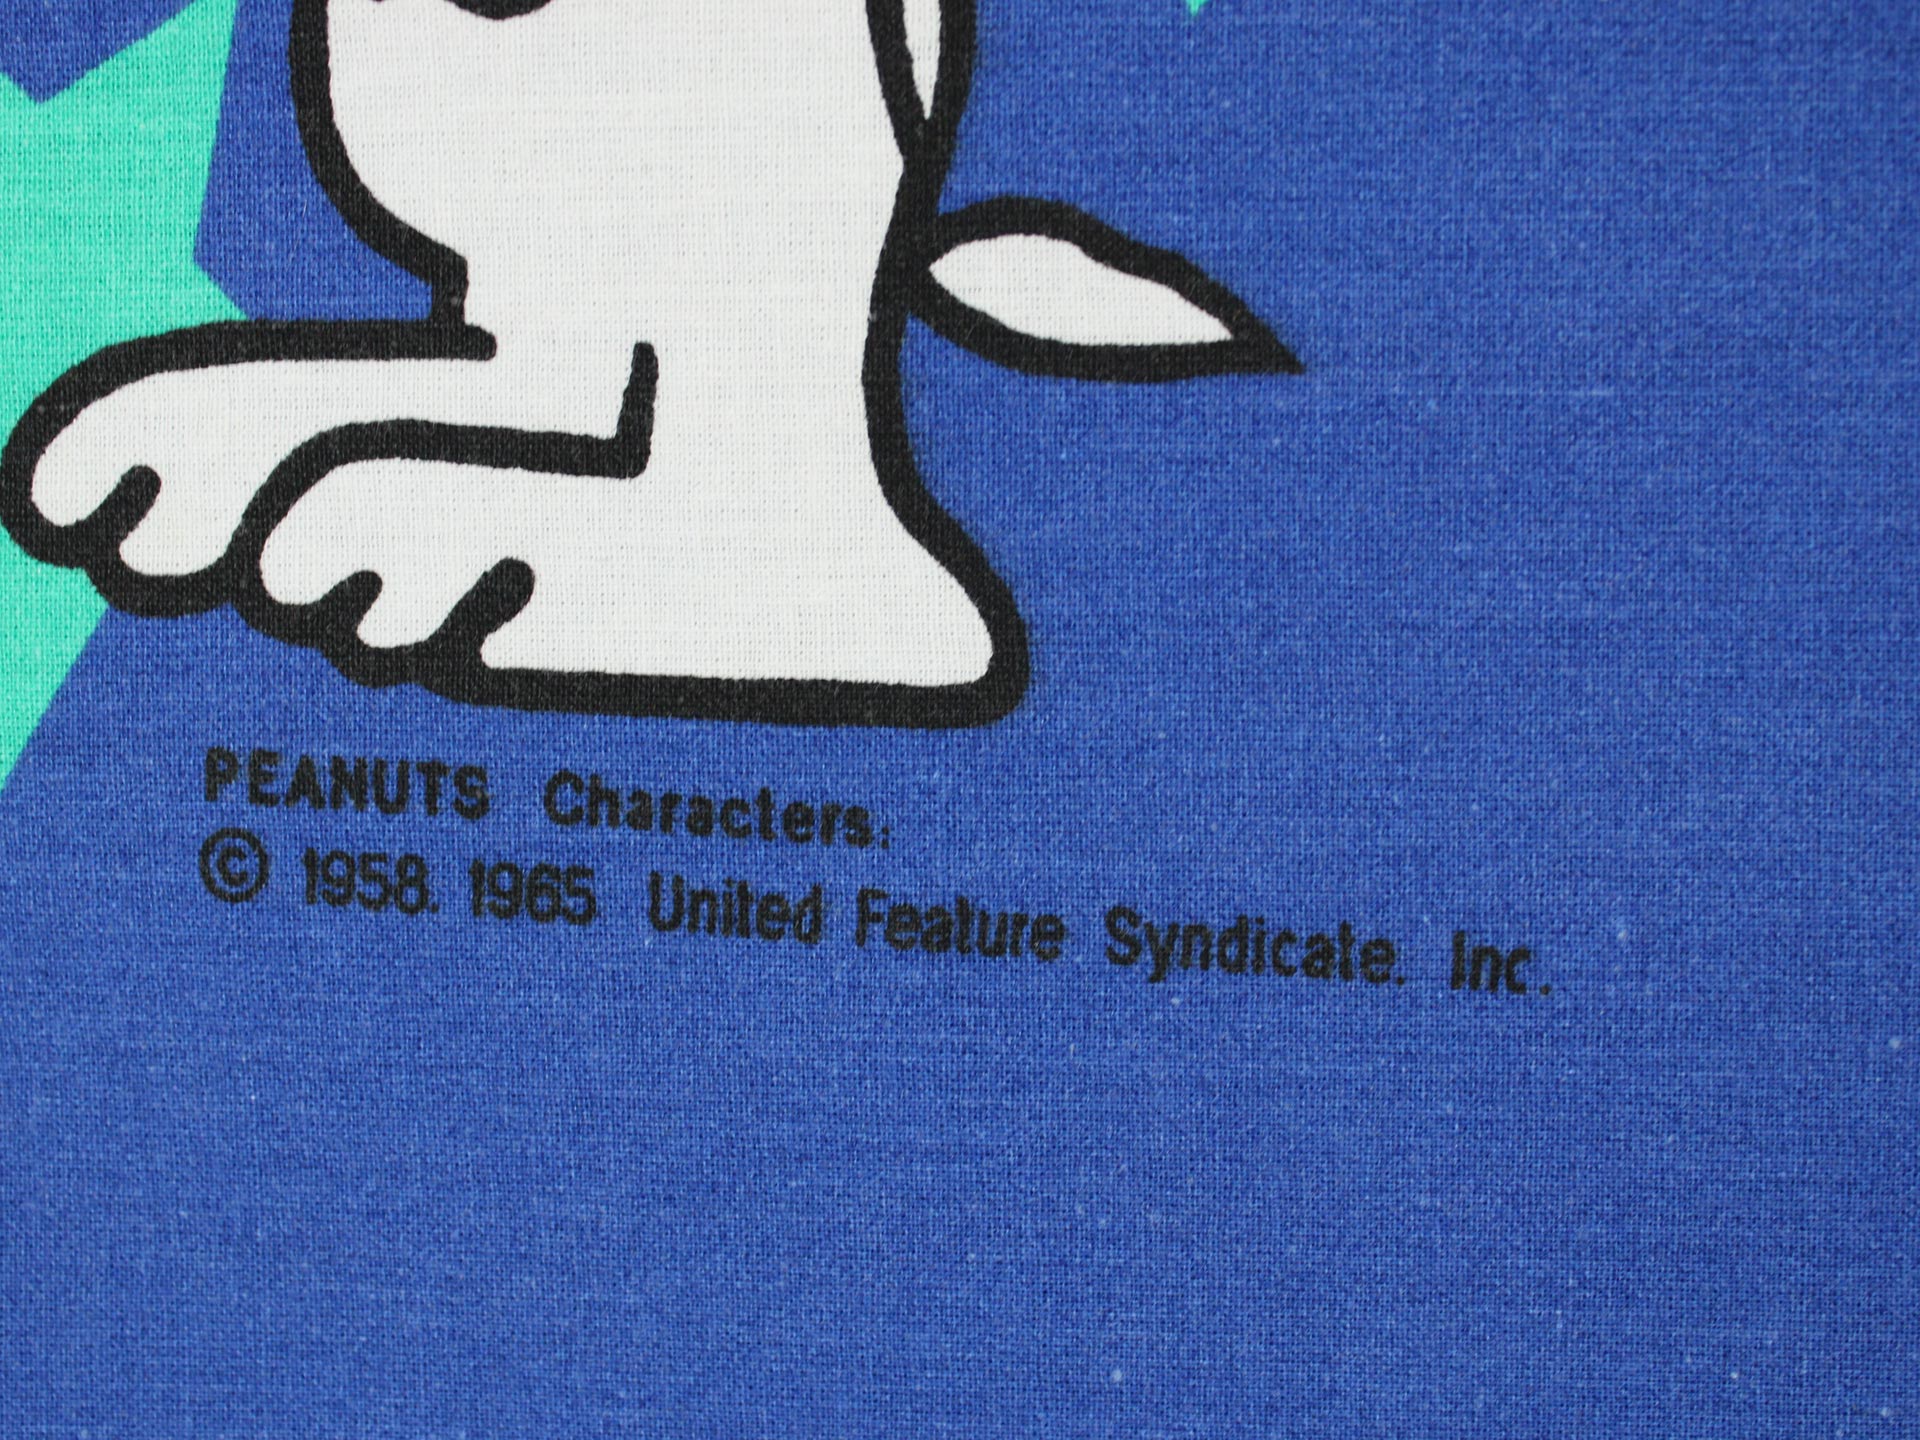 PEANUTS Characters:
© 1958. 1965 United Feature Syndicate. Inc.